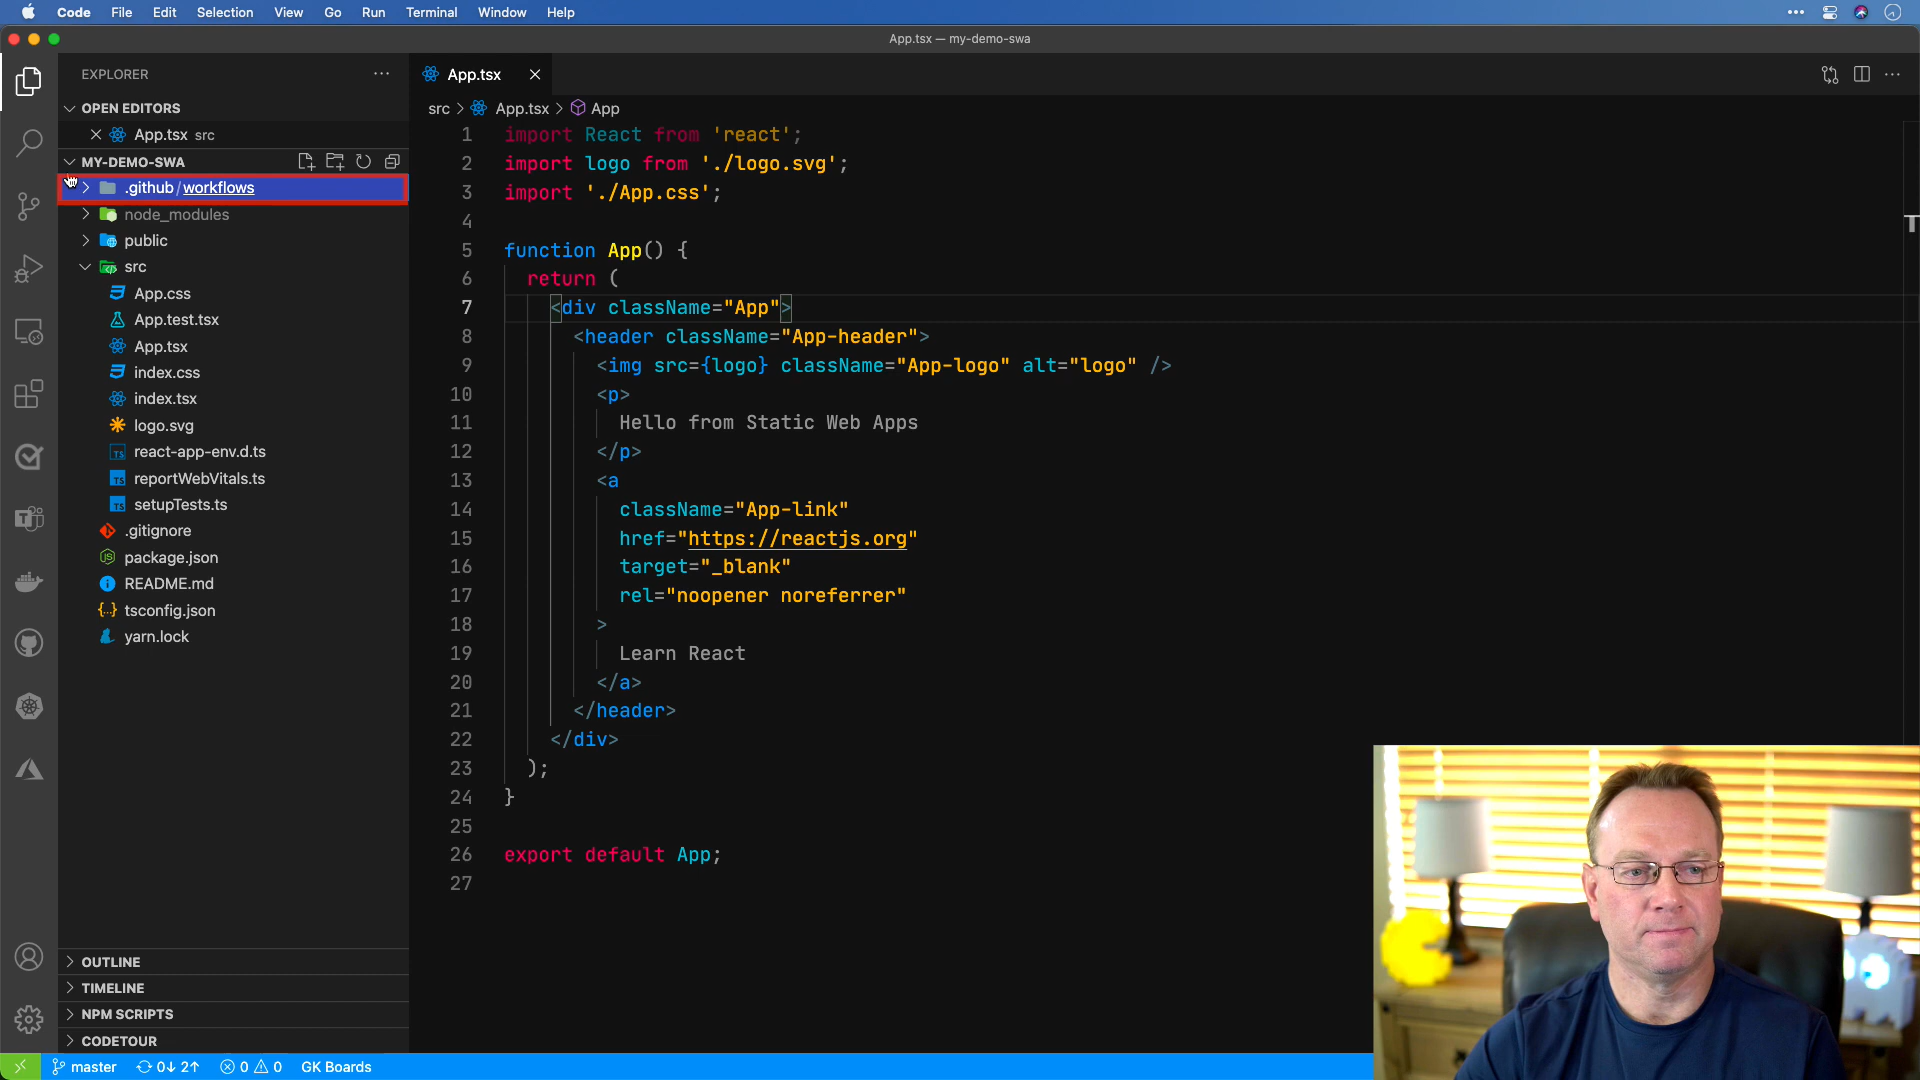 Code File Edit Selection View Go Run Terminal Window Help
App.tsx — my-demo-swa
EXPLORER
OPEN EDITORS
App.tsx src
MY-DEMO-SWA
.github / workflows
node_modules
public
src
App.css
App.test.tsx
App.tsx
index.css
index.tsx
logo.svg
react-app-env.d.ts
reportWebVitals.ts
setupTests.ts
.gitignore
package.json
README.md
tsconfig.json
yarn.lock
OUTLINE
TIMELINE
NPM SCRIPTS
CODETOUR
App.tsx
src > App.tsx > App
1 import React from 'react';
2 import logo from './logo.svg';
3 import './App.css';
4
5 function App() {
6 return (
7 <div className="App">
8 <header className="App-header">
9 <img src={logo} className="App-logo" alt="logo" />
10 <p>
11 Hello from Static Web Apps
12 </p>
13 <a
14 className="App-link"
15 href="https://reactjs.org"
16 target="_blank"
17 rel="noopener noreferrer"
18 >
19 Learn React
20 </a>
21 </header>
22 </div>
23 );
24 }
25
26 export default App;
27
master 0↓ 2↑ 0 0 GK Boards